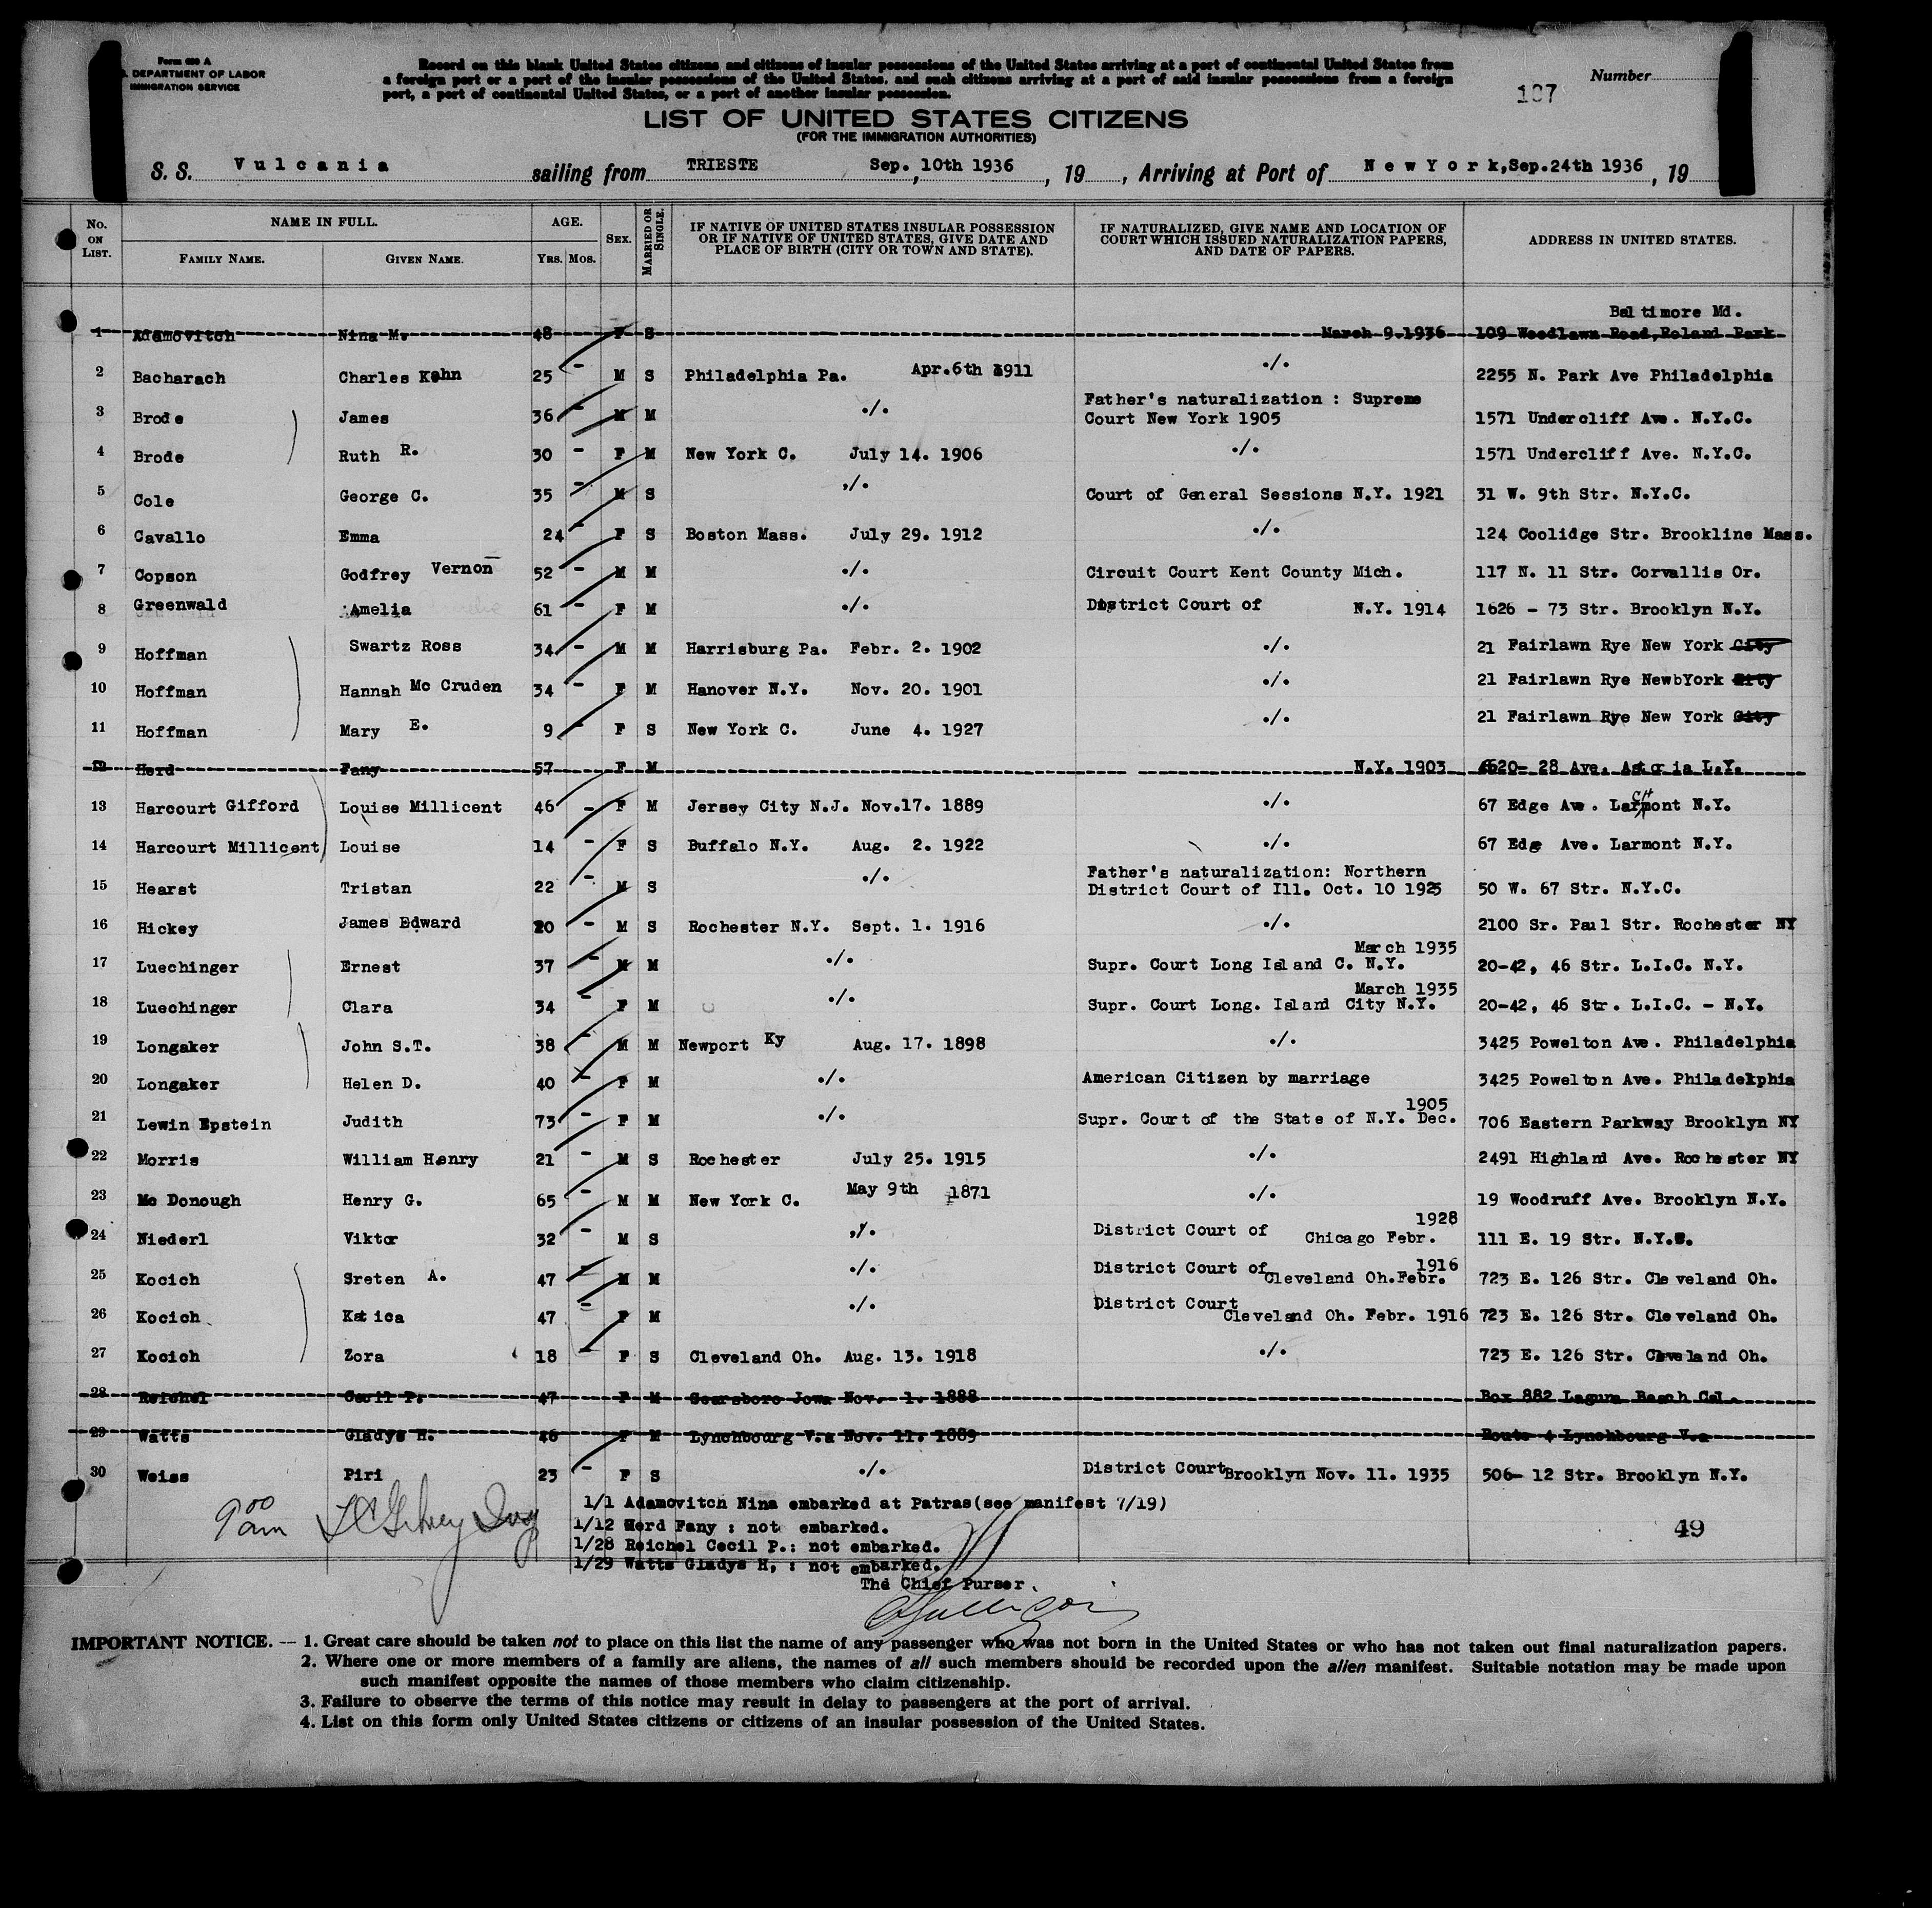 Form 630 A
DEPARTMENT OF LABOR
IMMIGRATION SERVICE
Record on this blank United States citizens and citizens of insular possessions of the United States arriving at a port of continental United States from
a foreign port or a port of the insular possessions of the United States, and such citizens arriving at a port of said insular possessions from a foreign
port, a port of continental United States, or a port of another insular possession.
Number
107
LIST OF UNITED STATES CITIZENS
(FOR THE IMMIGRATION AUTHORITIES)
S. S. Vulcania sailing from TRIESTE Sep. 10th 1936, 19 , Arriving at Port of New York, Sep.24th 1936, 19
No. ON LIST. NAME IN FULL. FAMILY NAME. GIVEN NAME. AGE. YRS. MOS. SEX. MARRIED OR SINGLE. IF NATIVE OF UNITED STATES INSULAR POSSESSION OR IF NATIVE OF UNITED STATES, GIVE DATE AND PLACE OF BIRTH (CITY OR TOWN AND STATE). IF NATURALIZED, GIVE NAME AND LOCATION OF COURT WHICH ISSUED NATURALIZATION PAPERS, AND DATE OF PAPERS. ADDRESS IN UNITED STATES.
Baltimore Md.
1 Adamovitch Nina M. 48 F S March 9.1936 109 Woodlawn Road, Roland Park
2 Bacharach Charles Kahn 25 - M S Philadelphia Pa. Apr.6th 1911 ./. 2255 N. Park Ave Philadelphia
3 Brode James 36 - M M ./. Father's naturalization : Supreme Court New York 1905 1571 Undercliff Ave. N.Y.C.
4 Brode Ruth R. 30 - F M New York C. July 14. 1906 ./. 1571 Undercliff Ave. N.Y.C.
5 Cole George C. 35 - M S ./. Court of General Sessions N.Y. 1921 31 W. 9th Str. N.Y.C.
6 Cavallo Emma 24 - F S Boston Mass. July 29. 1912 ./. 124 Coolidge Str. Brookline Mass.
7 Copson Godfrey Vernon 52 - M M ./. Circuit Court Kent County Mich. 117 N. 11 Str. Corvallis Or.
8 Greenwald Amelia 61 - F M ./. District Court of N.Y. 1914 1626 - 73 Str. Brooklyn N.Y.
9 Hoffman Swartz Ross 34 - M M Harrisburg Pa. Febr. 2. 1902 ./. 21 Fairlawn Rye New York City
10 Hoffman Hannah Mc Cruden 34 - F M Hanover N.Y. Nov. 20. 1901 ./. 21 Fairlawn Rye NewbYork City
11 Hoffman Mary E. 9 - F S New York C. June 4. 1927 ./. 21 Fairlawn Rye New York City
12 Herd Fany 57 F M N.Y. 1903 6620- 28 Ave. Astoria L.Y.
13 Harcourt Gifford Louise Millicent 46 - F M Jersey City N.J. Nov.17. 1889 ./. 67 Edge Ave. LarCHmont N.Y.
14 Harcourt Millicent Louise 14 - F S Buffalo N.Y. Aug. 2. 1922 ./. 67 Edge Ave. Larmont N.Y.
15 Hearst Tristan 22 - M S ./. Father's naturalization: Northern District Court of Ill. Oct. 10 1925 50 W. 67 Str. N.Y.C.
16 Hickey James Edward 20 - M S Rochester N.Y. Sept. 1. 1916 ./. 2100 Sr. Paul Str. Rochester NY
17 Luechinger Ernest 37 - M M ./. Supr. Court Long Island C. N.Y. March 1935 20-42, 46 Str. L.I.C. N.Y.
18 Luechinger Clara 34 - F M ./. Supr. Court Long. Island City N.Y. March 1935 20-42, 46 Str. L.I.C. - N.Y.
19 Longaker John S.T. 38 - M M Newport Ky Aug. 17. 1898 ./. 3425 Powelton Ave. Philadelphia
20 Longaker Helen D. 40 - F M ./. American Citizen by marriage 3425 Powelton Ave. Philadelphia
21 Lewin Epstein Judith 73 - F M ./. Supr. Court of the State of N.Y. Dec. 1905 706 Eastern Parkway Brooklyn NY
22 Morris William Henry 21 - M S Rochester July 25. 1915 ./. 2491 Highland Ave. Rochester NY
23 Mc Donough Henry G. 65 - M M New York C. May 9th 1871 ./. 19 Woodruff Ave. Brooklyn N.Y.
24 Niederl Viktor 32 - M S ./. District Court of Chicago Febr. 1928 111 E. 19 Str. N.Y.C.
25 Kocich Sreten A. 47 - M M ./. District Court of Cleveland Oh.Febr. 1916 723 E. 126 Str. Cleveland Oh.
26 Kocich Katica 47 - F M ./. District Court Cleveland Oh. Febr. 1916 723 E. 126 Str. Cleveland Oh.
27 Kocich Zora 18 - F S Cleveland Oh. Aug. 13. 1918 ./. 723 E. 126 Str. Cleveland Oh.
28 Reichel Cecil P. 47 F M Searsboro Jowa Nov. 1. 1888 Box 882 Laguna Beach Cal.
29 Watts Gladys H. 46 F M Lynchbourg V.a Nov. 11. 1889 Route 4 Lynchbourg V.a
30 Weiss Piri 23 - F S ./. District Court Brooklyn Nov. 11. 1935 506- 12 Str. Brooklyn N.Y.
9 00 am
1/1 Adamovitch Nina embarked at Patras(see manifest 7/19)
1/12 Herd Fany : not embarked.
1/28 Reichel Cecil P.: not embarked.
1/29 Watts Gladys H, : not embarked.
The Chief Purser
49
IMPORTANT NOTICE. -- 1. Great care should be taken not to place on this list the name of any passenger who was not born in the United States or who has not taken out final naturalization papers.
2. Where one or more members of a family are aliens, the names of all such members should be recorded upon the alien manifest. Suitable notation may be made upon
such manifest opposite the names of those members who claim citizenship.
3. Failure to observe the terms of this notice may result in delay to passengers at the port of arrival.
4. List on this form only United States citizens or citizens of an insular possession of the United States.